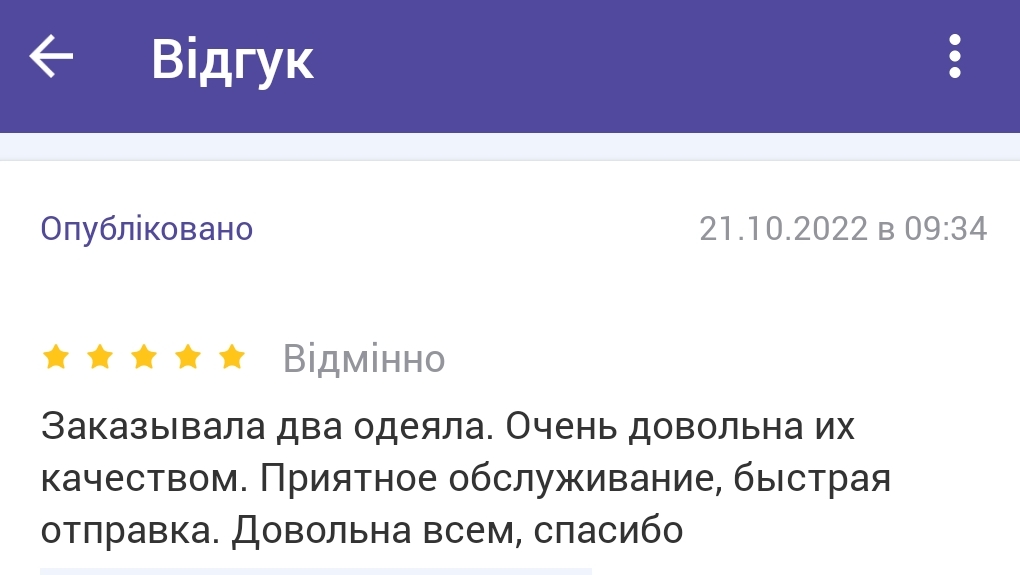 Відгук
Опубліковано 21.10.2022 в 09:34
Відмінно
Заказывала два одеяла. Очень довольна их
качеством. Приятное обслуживание, быстрая
отправка. Довольна всем, спасибо